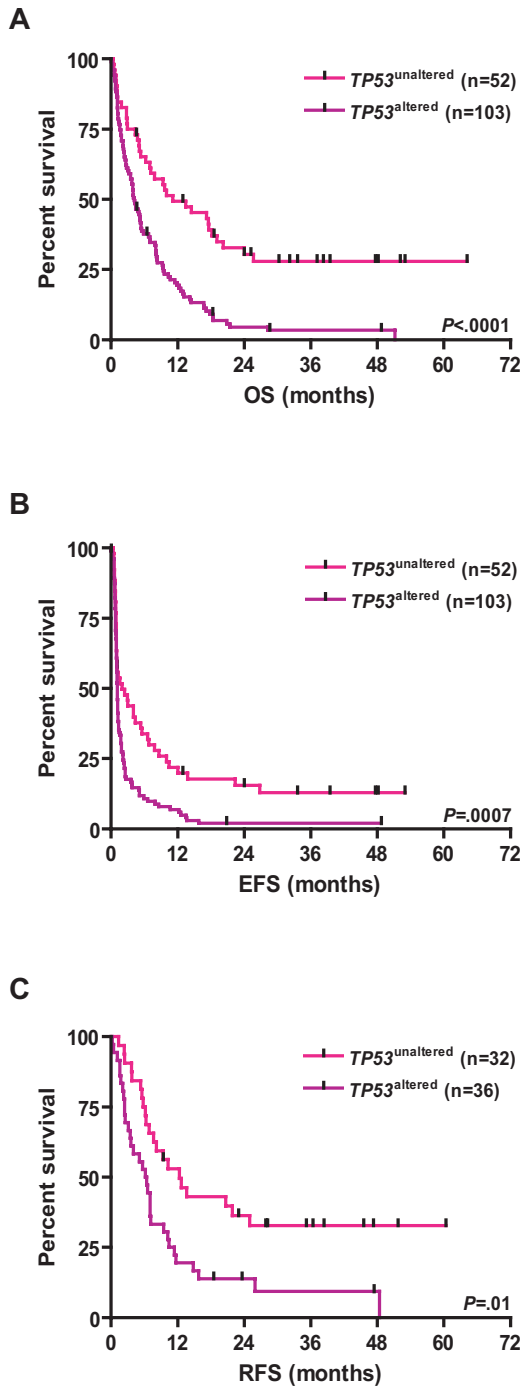 A
100
75
50
25
0
Percent survival
TP53unaltered (n=52)
TP53altered (n=103)
P<.0001
0 12 24 36 48 60 72
OS (months)
B
100
75
50
25
0
Percent survival
TP53unaltered (n=52)
TP53altered (n=103)
P=.0007
0 12 24 36 48 60 72
EFS (months)
C
100
75
50
25
0
Percent survival
TP53unaltered (n=32)
TP53altered (n=36)
P=.01
0 12 24 36 48 60 72
RFS (months)